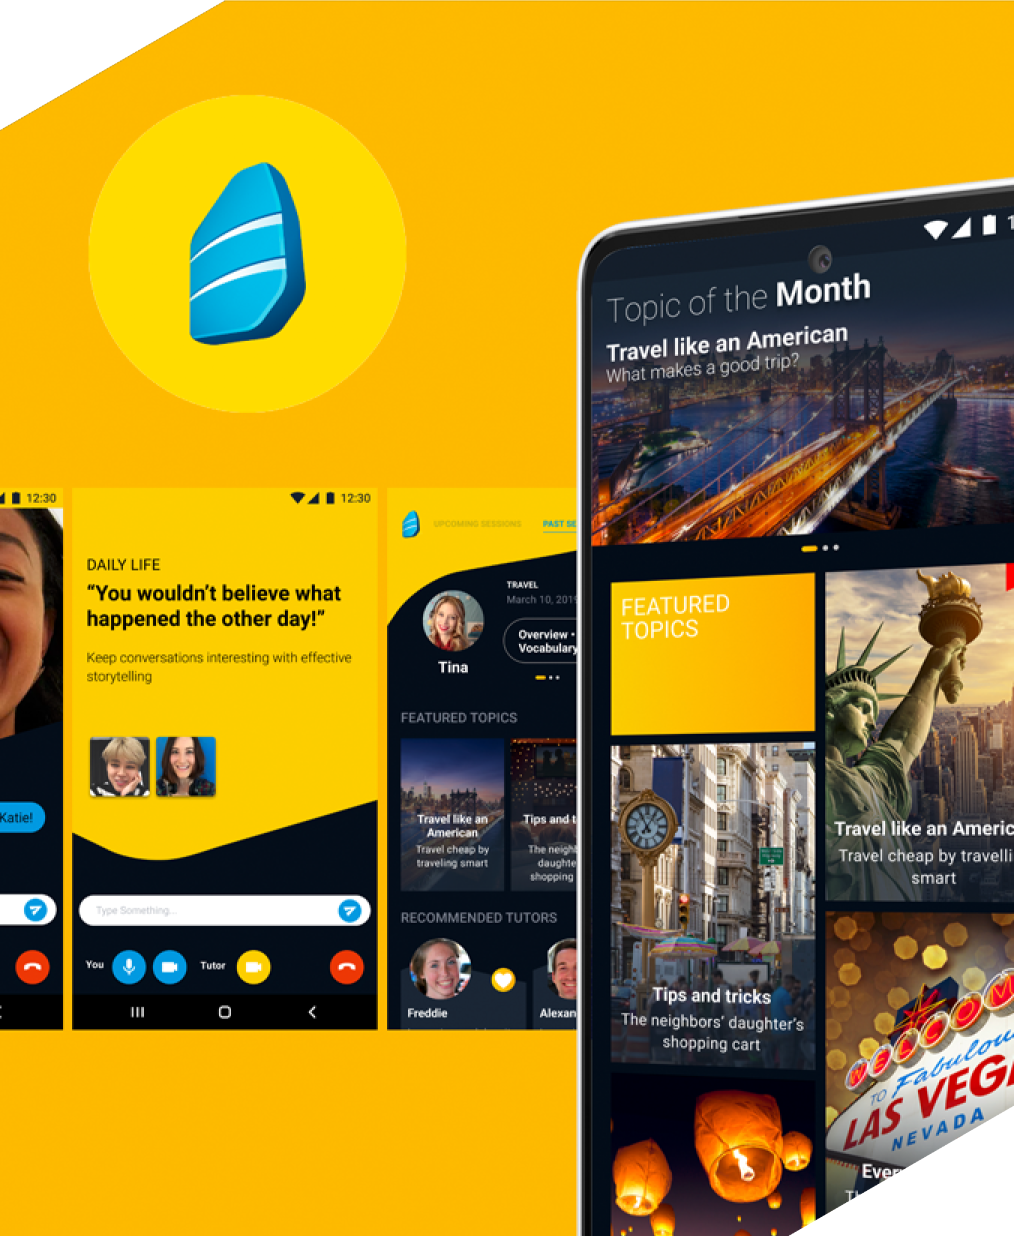 Topic of the Month
Travel like an American
What makes a good trip?
FEATURED
TOPICS
Travel like an Americ
Travel cheap by travelli
smart
Tips and tricks
The neighbors' daughter's
shopping cart
WELCOME
TO Fabulou
LAS VEG
NEVADA
Ever
12:30
Katie!
12:30
DAILY LIFE
“You wouldn’t believe what
happened the other day!”
Keep conversations interesting with effective
storytelling
Type Something...
You
Tutor
UPCOMING SESSIONS
PAST SE
TRAVEL
March 10, 2019
Overview •
Vocabulary
Tina
FEATURED TOPICS
Travel like an
American
Travel cheap by
traveling smart
Tips and t
The neighb
daughte
shopping
RECOMMENDED TUTORS
Freddie
Alexan